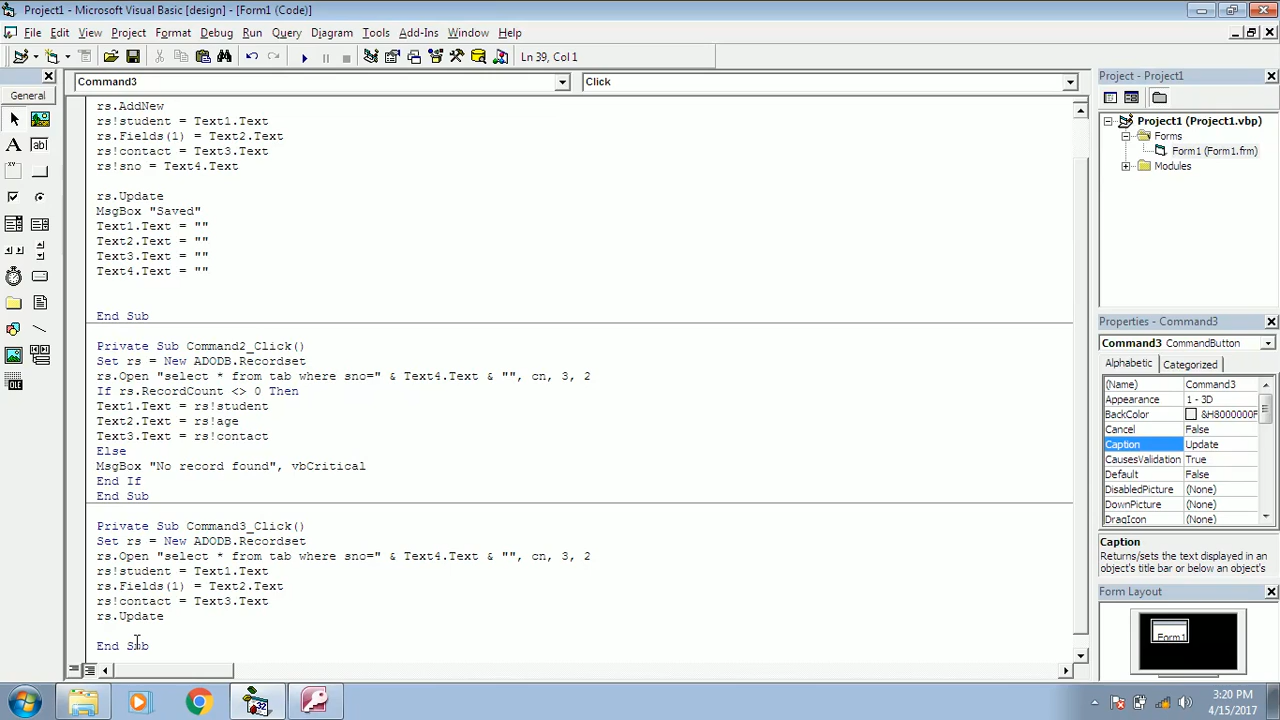 Project1 - Microsoft Visual Basic [design] - [Form1 (Code)]
File Edit View Project Format Debug Run Query Diagram Tools Add-Ins Window Help
Ln 39, Col 1
General
Command3
Click
rs.AddNew
rs!student = Text1.Text
rs.Fields(1) = Text2.Text
rs!contact = Text3.Text
rs!sno = Text4.Text
rs.Update
MsgBox "Saved"
Text1.Text = ""
Text2.Text = ""
Text3.Text = ""
Text4.Text = ""
End Sub
Private Sub Command2_Click()
Set rs = New ADODB.Recordset
rs.Open "select * from tab where sno=" & Text4.Text & "", cn, 3, 2
If rs.RecordCount <> 0 Then
Text1.Text = rs!student
Text2.Text = rs!age
Text3.Text = rs!contact
Else
MsgBox "No record found", vbCritical
End If
End Sub
Private Sub Command3_Click()
Set rs = New ADODB.Recordset
rs.Open "select * from tab where sno=" & Text4.Text & "", cn, 3, 2
rs!student = Text1.Text
rs.Fields(1) = Text2.Text
rs!contact = Text3.Text
rs.Update
End Sub
Project - Project1
Project1 (Project1.vbp)
Forms
Form1 (Form1.frm)
Modules
Properties - Command3
Command3 CommandButton
Alphabetic Categorized
(Name) Command3
Appearance 1 - 3D
BackColor &H8000000F
Cancel False
Caption Update
CausesValidation True
Default False
DisabledPicture (None)
DownPicture (None)
DragIcon (None)
Caption
Returns/sets the text displayed in an object's title bar or below an object's
Form Layout
Form1
3:20 PM
4/15/2017